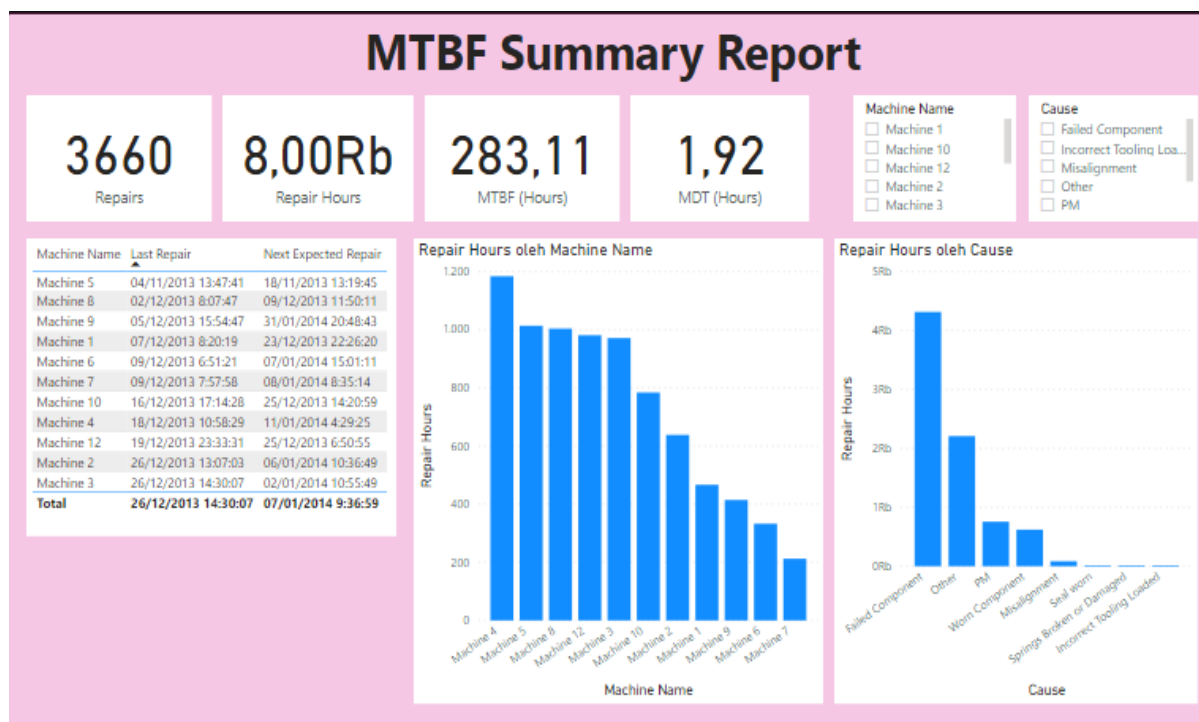 MTBF Summary Report
3660
Repairs
8,00Rb
Repair Hours
283,11
MTBF (Hours)
1,92
MDT (Hours)
Machine Name
Machine 1
Machine 10
Machine 12
Machine 2
Machine 3
Cause
Failed Component
Incorrect Tooling Loa...
Misalignment
Other
PM
Machine Name Last Repair Next Expected Repair
Machine 5 04/11/2013 13:47:41 18/11/2013 13:19:45
Machine 8 02/12/2013 8:07:47 09/12/2013 11:50:11
Machine 9 05/12/2013 15:54:47 31/01/2014 20:48:43
Machine 1 07/12/2013 8:20:19 23/12/2013 22:26:20
Machine 6 09/12/2013 6:51:21 07/01/2014 15:01:11
Machine 7 09/12/2013 7:57:58 08/01/2014 8:35:14
Machine 10 16/12/2013 17:14:28 25/12/2013 14:20:59
Machine 4 18/12/2013 10:58:29 11/01/2014 4:29:25
Machine 12 19/12/2013 23:33:31 25/12/2013 6:50:55
Machine 2 26/12/2013 13:07:03 06/01/2014 10:36:49
Machine 3 26/12/2013 14:30:07 02/01/2014 10:55:49
Total 26/12/2013 14:30:07 07/01/2014 9:36:59
Repair Hours oleh Machine Name
Repair Hours
1.200
1.000
800
600
400
200
0
Machine 4
Machine 5
Machine 8
Machine 12
Machine 3
Machine 10
Machine 2
Machine 1
Machine 9
Machine 6
Machine 7
Machine Name
Repair Hours oleh Cause
Repair Hours
5Rb
4Rb
3Rb
2Rb
1Rb
0Rb
Failed Component
Other
PM
Worn Component
Misalignment
Seal worn
Springs Broken or Damaged
Incorrect Tooling Loaded
Cause